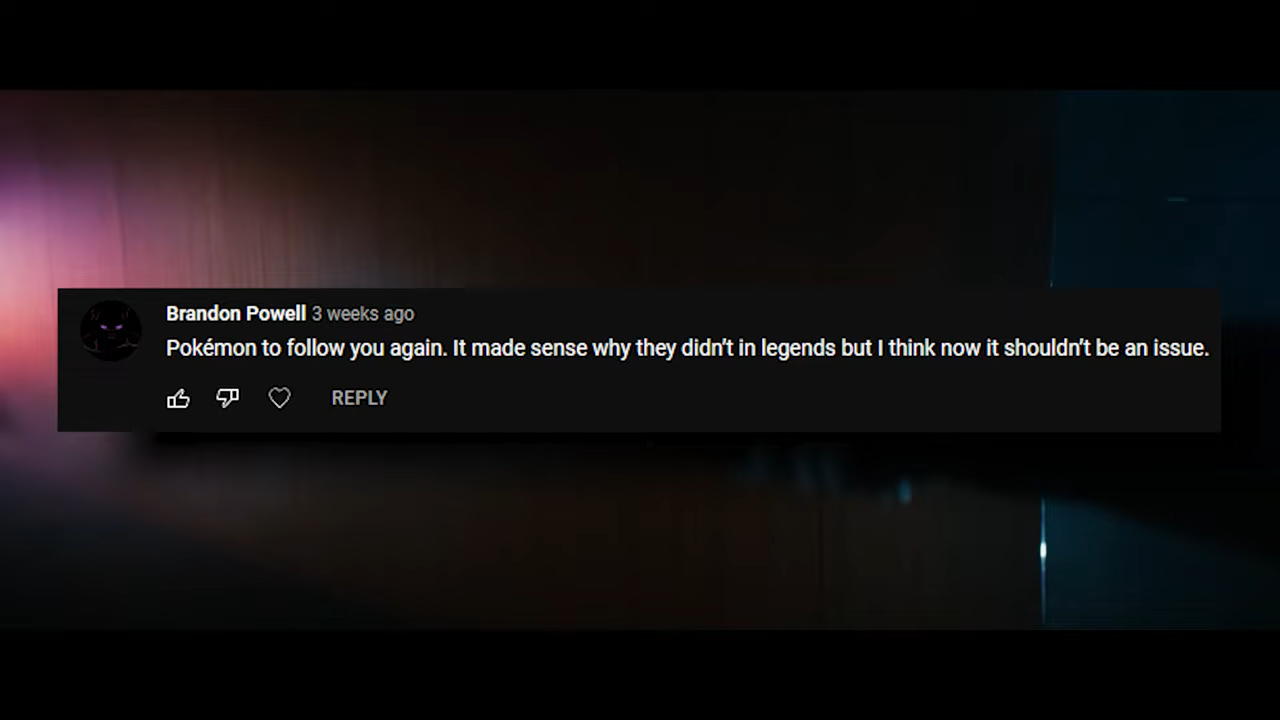 Brandon Powell 3 weeks ago
Pokémon to follow you again. It made sense why they didn't in legends but I think now it shouldn't be an issue.
REPLY